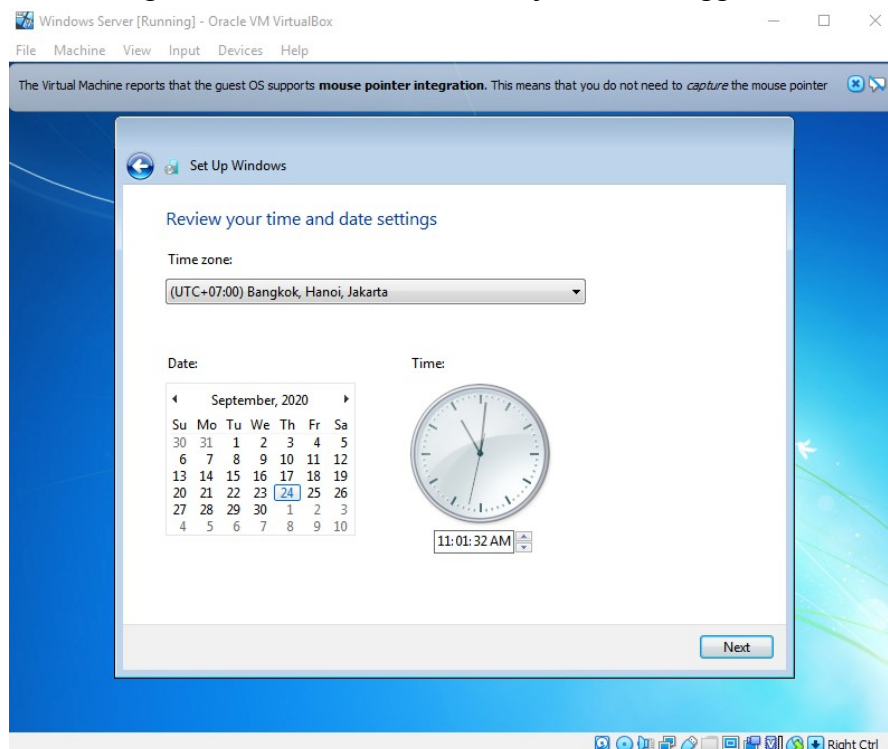 Windows Server [Running] - Oracle VM VirtualBox
File Machine View Input Devices Help
The Virtual Machine reports that the guest OS supports mouse pointer integration. This means that you do not need to capture the mouse pointer
Set Up Windows
Review your time and date settings
Time zone:
(UTC+07:00) Bangkok, Hanoi, Jakarta
Date:
Time:
September, 2020
Su Mo Tu We Th Fr Sa
30 31 1 2 3 4 5
6 7 8 9 10 11 12
13 14 15 16 17 18 19
20 21 22 23 24 25 26
27 28 29 30 1 2 3
4 5 6 7 8 9 10
11:01:32 AM
Next
Right Ctrl